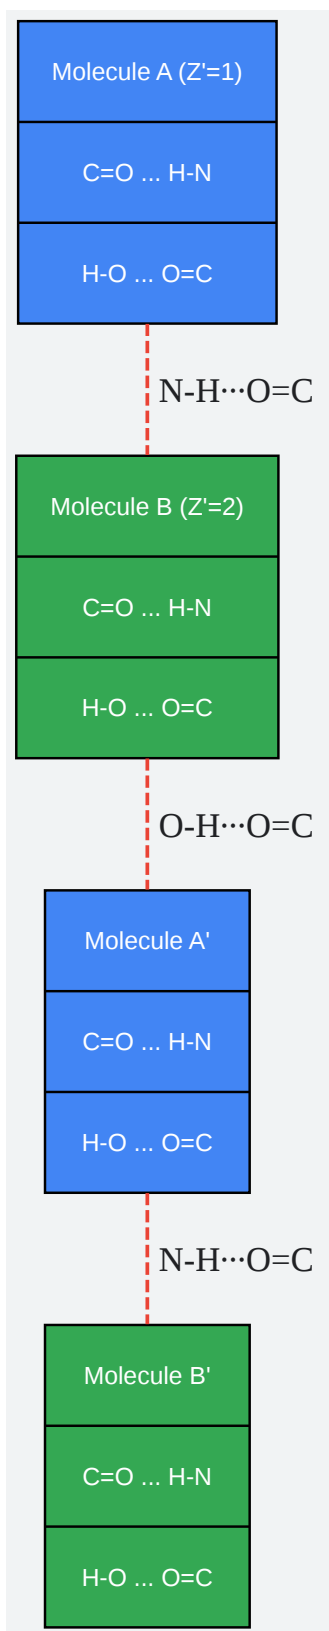 Molecule A (Z'=1)
C=O ... H-N
H-O ... O=C
N-H···O=C
Molecule B (Z'=2)
C=O ... H-N
H-O ... O=C
O-H···O=C
Molecule A'
C=O ... H-N
H-O ... O=C
N-H···O=C
Molecule B'
C=O ... H-N
H-O ... O=C